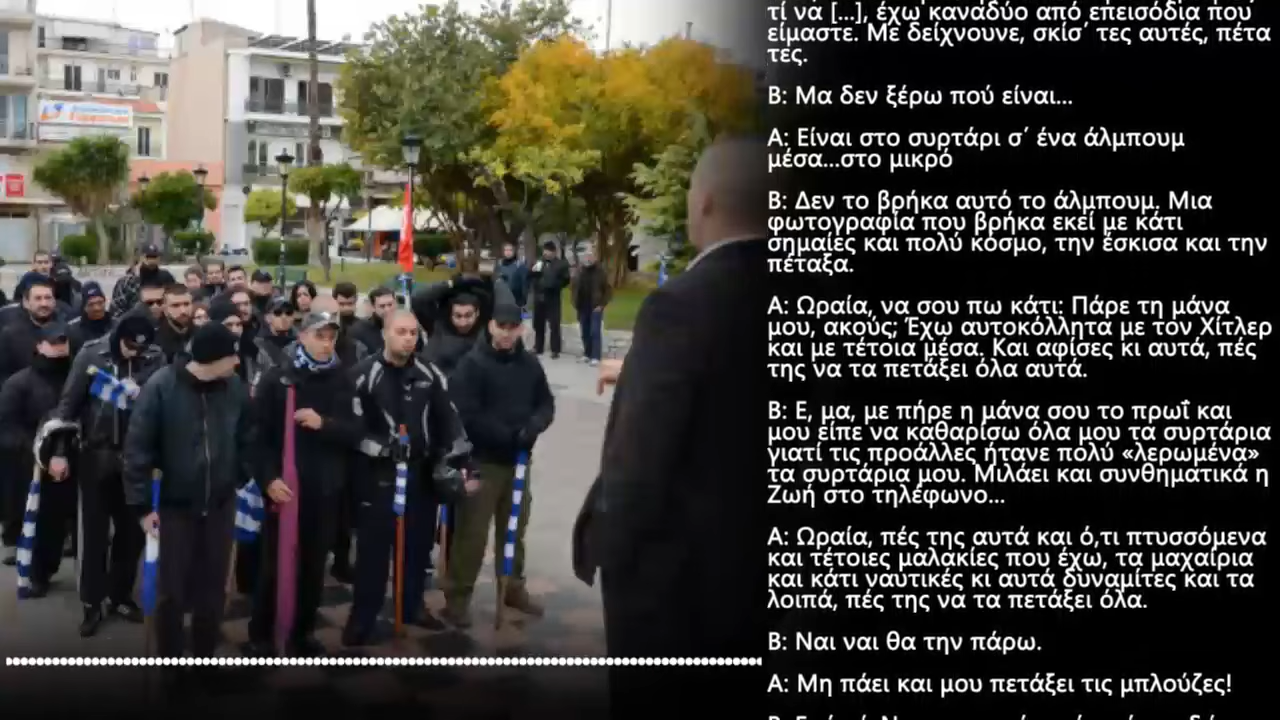 τί να [...], έχω καναδύο από επεισόδια που
είμαστε. Με δείχνουνε, σκίσ΄ τες αυτές, πέτα
τες.
Β: Μα δεν ξέρω πού είναι...
Α: Είναι στο συρτάρι σ΄ ένα άλμπουμ
μέσα...στο μικρό
Β: Δεν το βρήκα αυτό το άλμπουμ. Μια
φωτογραφία που βρήκα εκεί με κάτι
σημαίες και πολύ κόσμο, την έσκισα και την
πέταξα.
Α: Ωραία, να σου πω κάτι: Πάρε τη μάνα
μου, ακούς; Έχω αυτοκόλλητα με τον Χίτλερ
και με τέτοια μέσα. Και αφίσες κι αυτά, πές
της να τα πετάξει όλα αυτά.
Β: Ε, μα, με πήρε η μάνα σου το πρωΐ και
μου είπε να καθαρίσω όλα μου τα συρτάρια
γιατί τις προάλλες ήτανε πολύ «λερωμένα»
τα συρτάρια μου. Μιλάει και συνθηματικά η
Ζωή στο τηλέφωνο...
Α: Ωραία, πές της αυτά και ό,τι πτυσσόμενα
και τέτοιες μαλακίες που έχω, τα μαχαίρια
και κάτι ναυτικές κι αυτά δυναμίτες και τα
λοιπά, πές της να τα πετάξει όλα.
Β: Ναι ναι θα την πάρω.
Α: Μη πάει και μου πετάξει τις μπλούζες!